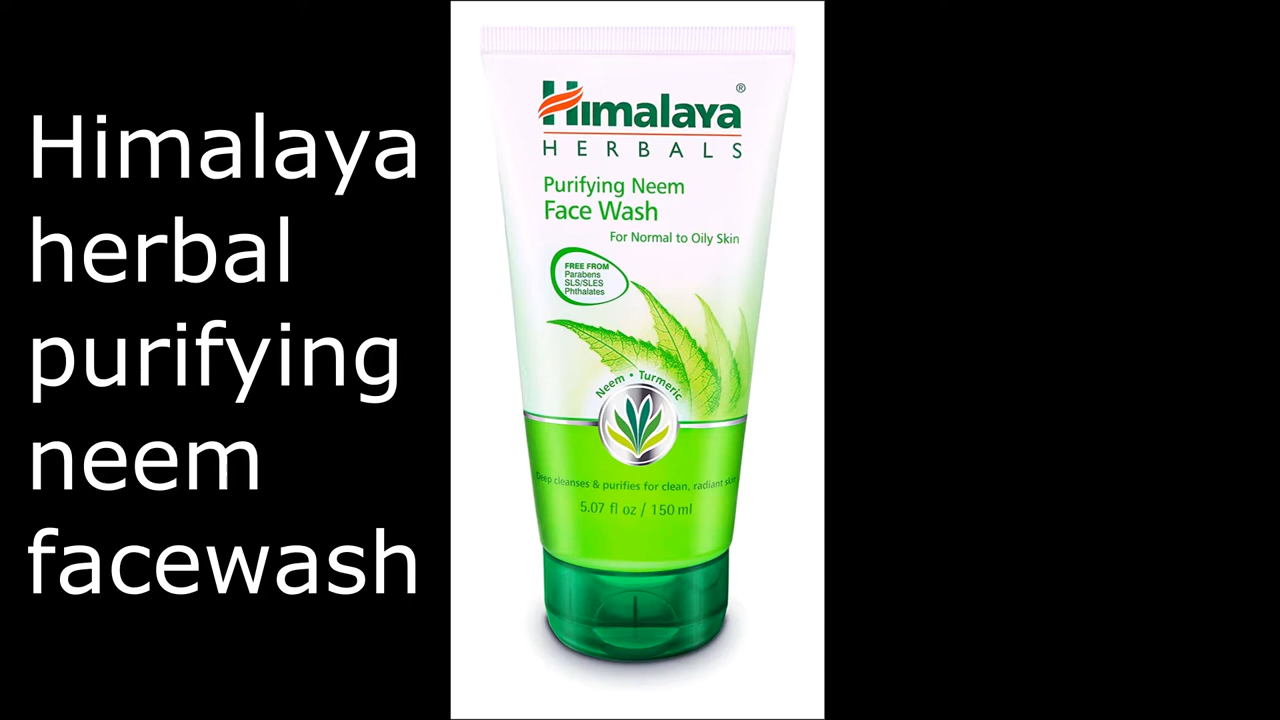 Himalaya
herbal
purifying
neem
facewash
Himalaya®
HERBALS
Purifying Neem
Face Wash
For Normal to Oily Skin
FREE FROM
Parabens
SLS/SLES
Phthalates
Neem • Turmeric
Deep cleanses & purifies for clean, radiant skin
5.07 fl oz / 150 ml